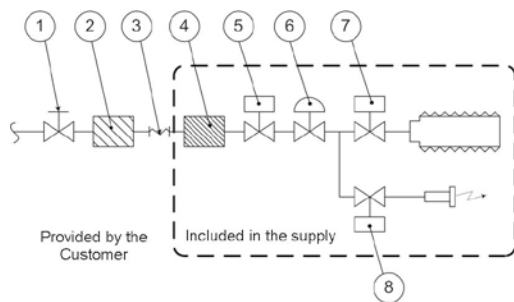 1 2 3 4 5 6 7
Provided by the
Customer
Included in the supply
8